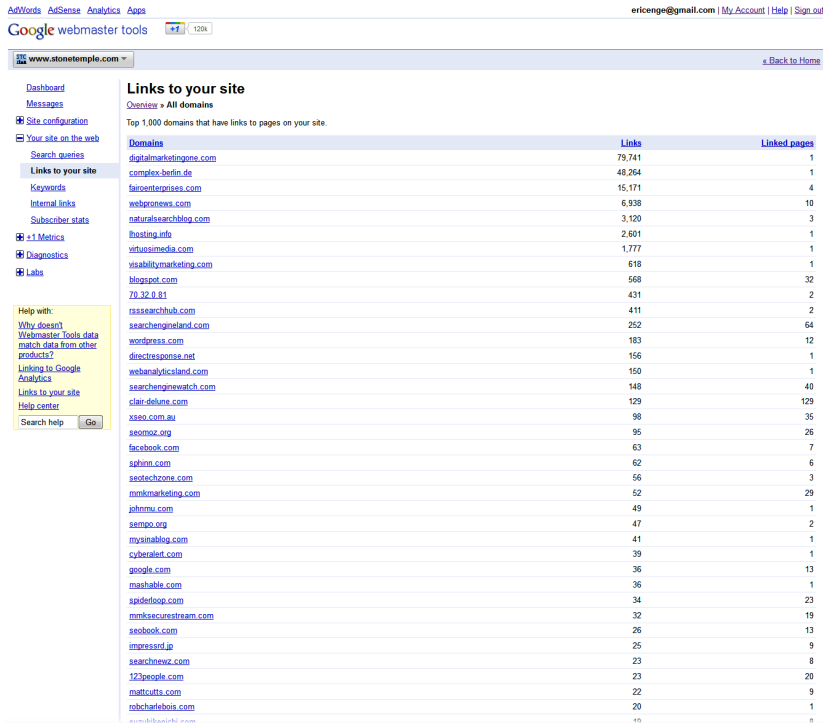 AdWords AdSense Analytics Apps
ericenge@gmail.com | My Account | Help | Sign out
Google webmaster tools +1 120k
STC www.stonetemple.com
« Back to Home
Dashboard
Messages
Site configuration
Your site on the web
Search queries
Links to your site
Keywords
Internal links
Subscriber stats
+1 Metrics
Diagnostics
Labs
Help with:
Why doesn't
Webmaster Tools data
match data from other
products?
Linking to Google
Analytics
Links to your site
Help center
Search help Go
Links to your site
Overview » All domains
Top 1,000 domains that have links to pages on your site.
Domains Links Linked pages
digitalmarketingone.com 79,741 1
complex-berlin.de 48,264 1
fairoenterprises.com 15,171 4
webpronews.com 6,938 10
naturalsearchblog.com 3,120 3
lhosting.info 2,601 1
virtuosimedia.com 1,777 1
visabilitymarketing.com 618 1
blogspot.com 568 32
70.32.0.81 431 2
rsssearchhub.com 411 2
searchengineland.com 252 64
wordpress.com 183 12
directresponse.net 156 1
webanalyticsland.com 150 1
searchenginewatch.com 148 40
clair-delune.com 129 129
xseo.com.au 98 35
seomoz.org 95 26
facebook.com 63 7
sphinn.com 62 6
seotechzone.com 56 3
mmkmarketing.com 52 29
johnmu.com 49 1
sempo.org 47 2
mysinablog.com 41 1
cyberalert.com 39 1
google.com 36 13
mashable.com 36 1
spiderloop.com 34 23
mmksecurestream.com 32 19
seobook.com 26 13
impressrd.jp 25 9
searchnewz.com 23 8
123people.com 23 20
mattcutts.com 22 9
robcharlebois.com 20 1